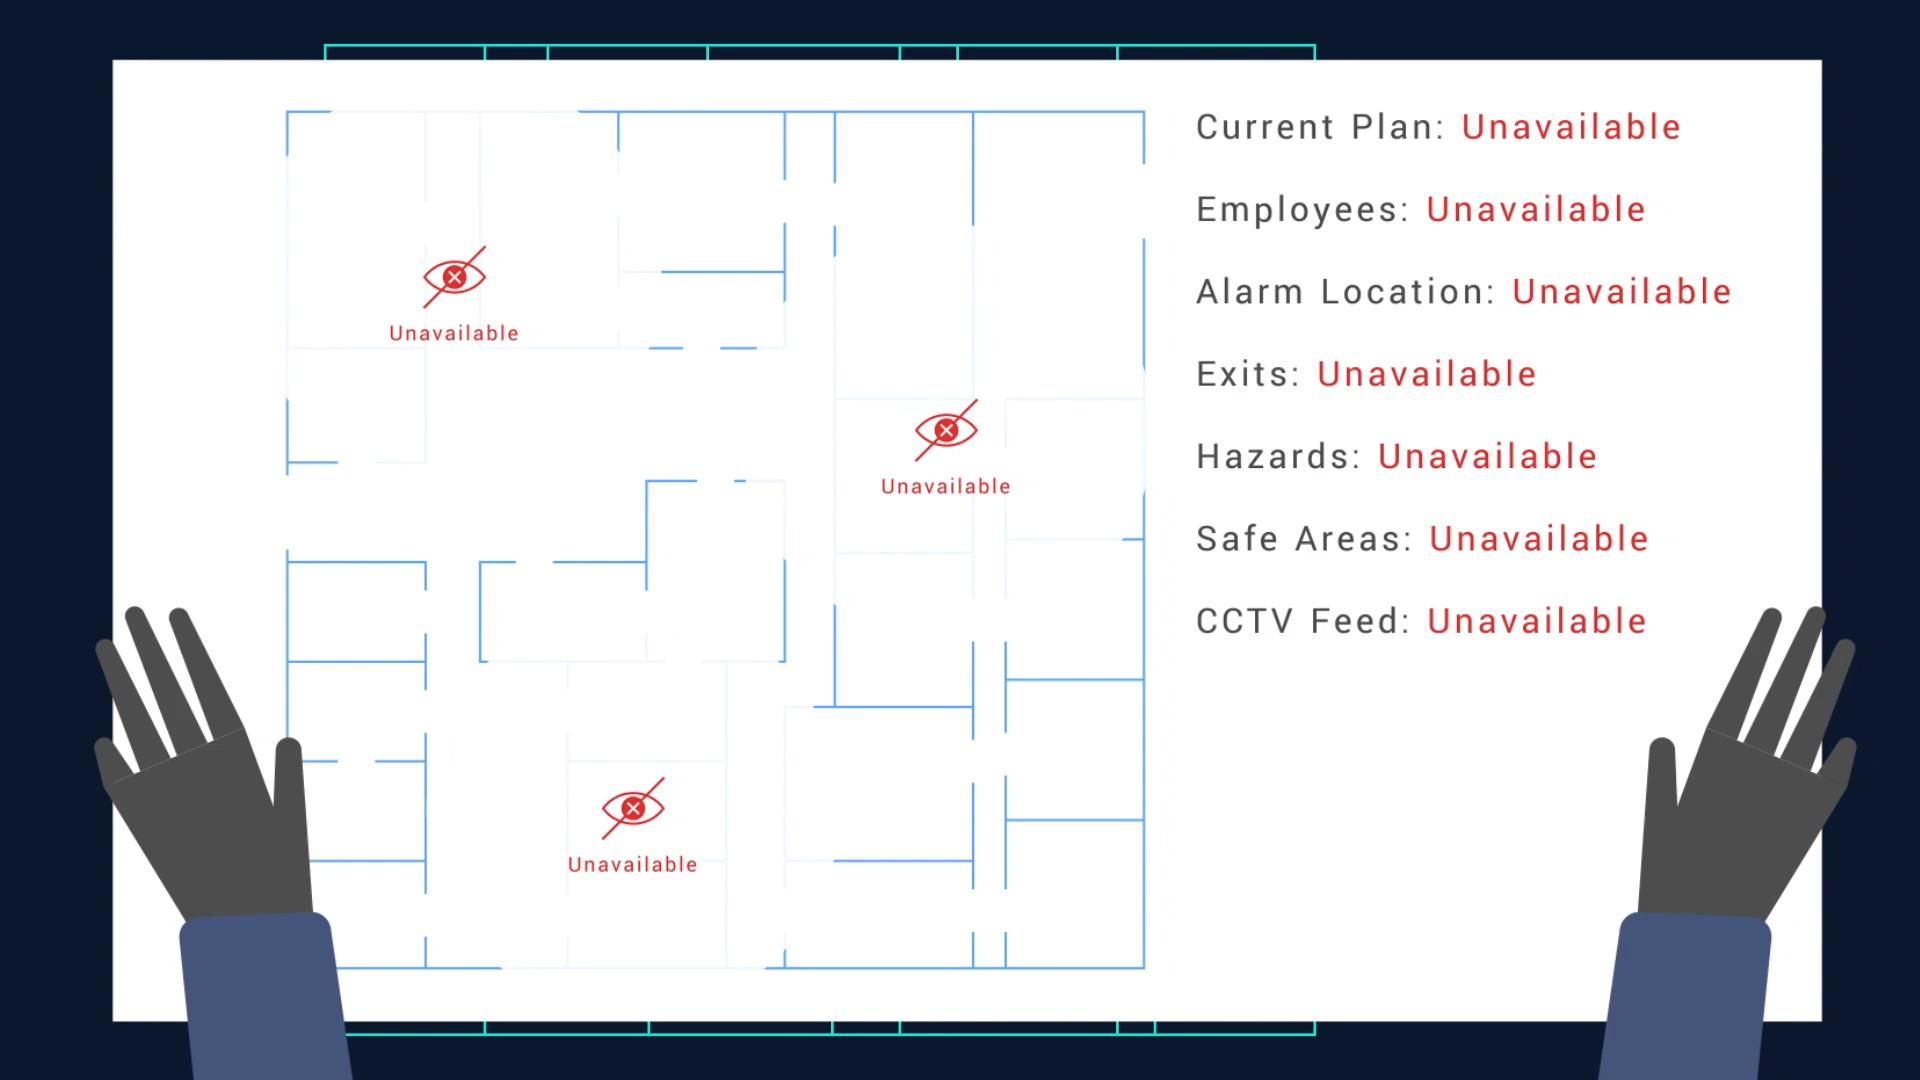 Current Plan: Unavailable
Employees: Unavailable
Alarm Location: Unavailable
Exits: Unavailable
Hazards: Unavailable
Safe Areas: Unavailable
CCTV Feed: Unavailable
Unavailable
Unavailable
Unavailable